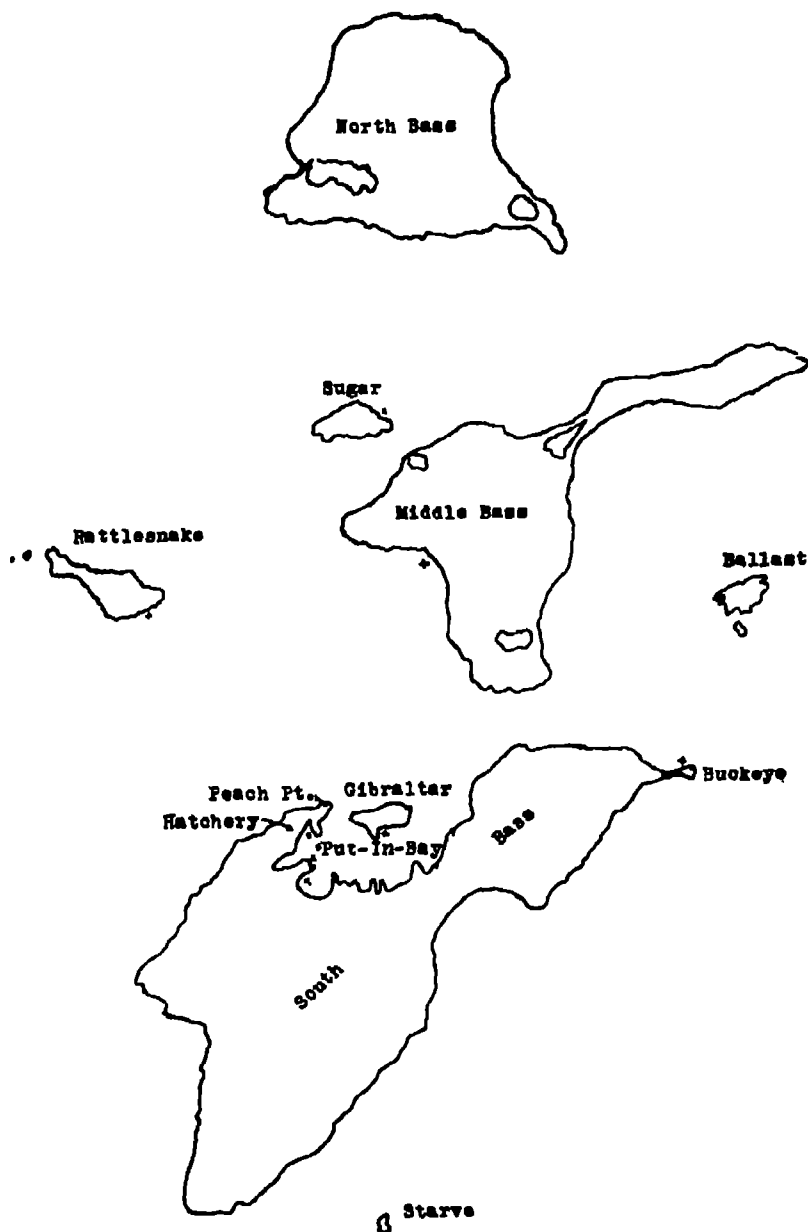 North Bass
Sugar
Middle Bass
Rattlesnake
Ballast
Buckeye
Peach Pt.
Gibraltar
Hatchery
Put-In-Bay
Bass
South
Starve